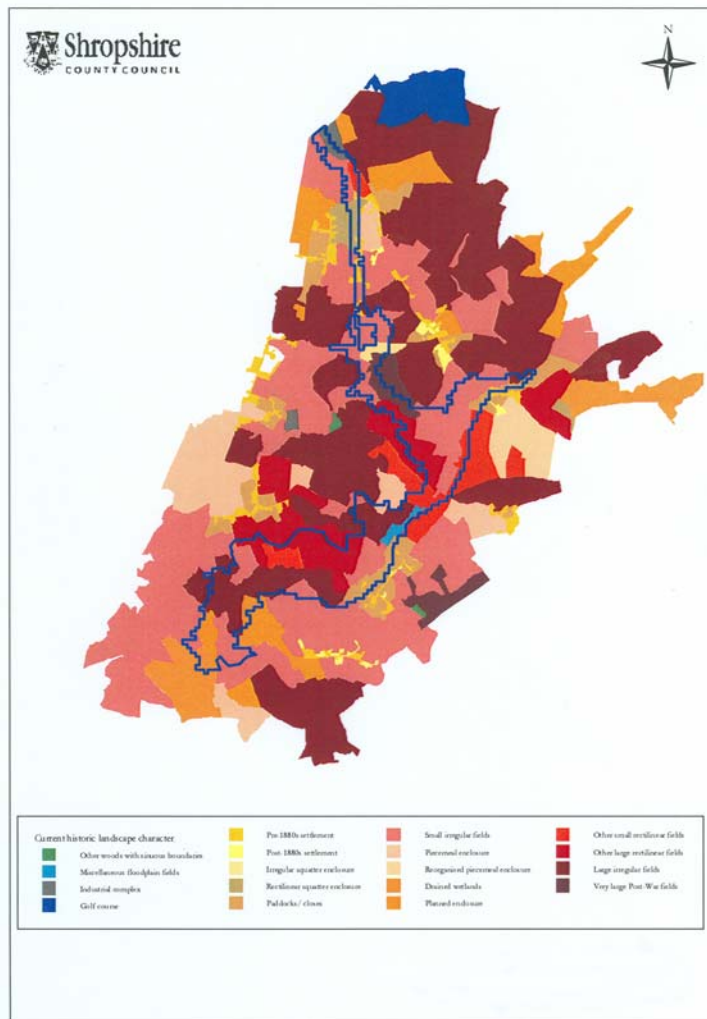 Shropshire
COUNTY COUNCIL
N
Current historic landscape character
Other woods with sinuous boundaries
Miscellaneous floodplain fields
Industrial complex
Golf course
Pre-1880s settlement
Post-1880s settlement
Irregular squatter enclosure
Rectilinear squatter enclosure
Paddocks / closes
Small irregular fields
Piecemeal enclosure
Reorganised piecemeal enclosure
Drained wetlands
Planned enclosure
Other small rectilinear fields
Other large rectilinear fields
Large irregular fields
Very large Post-War fields